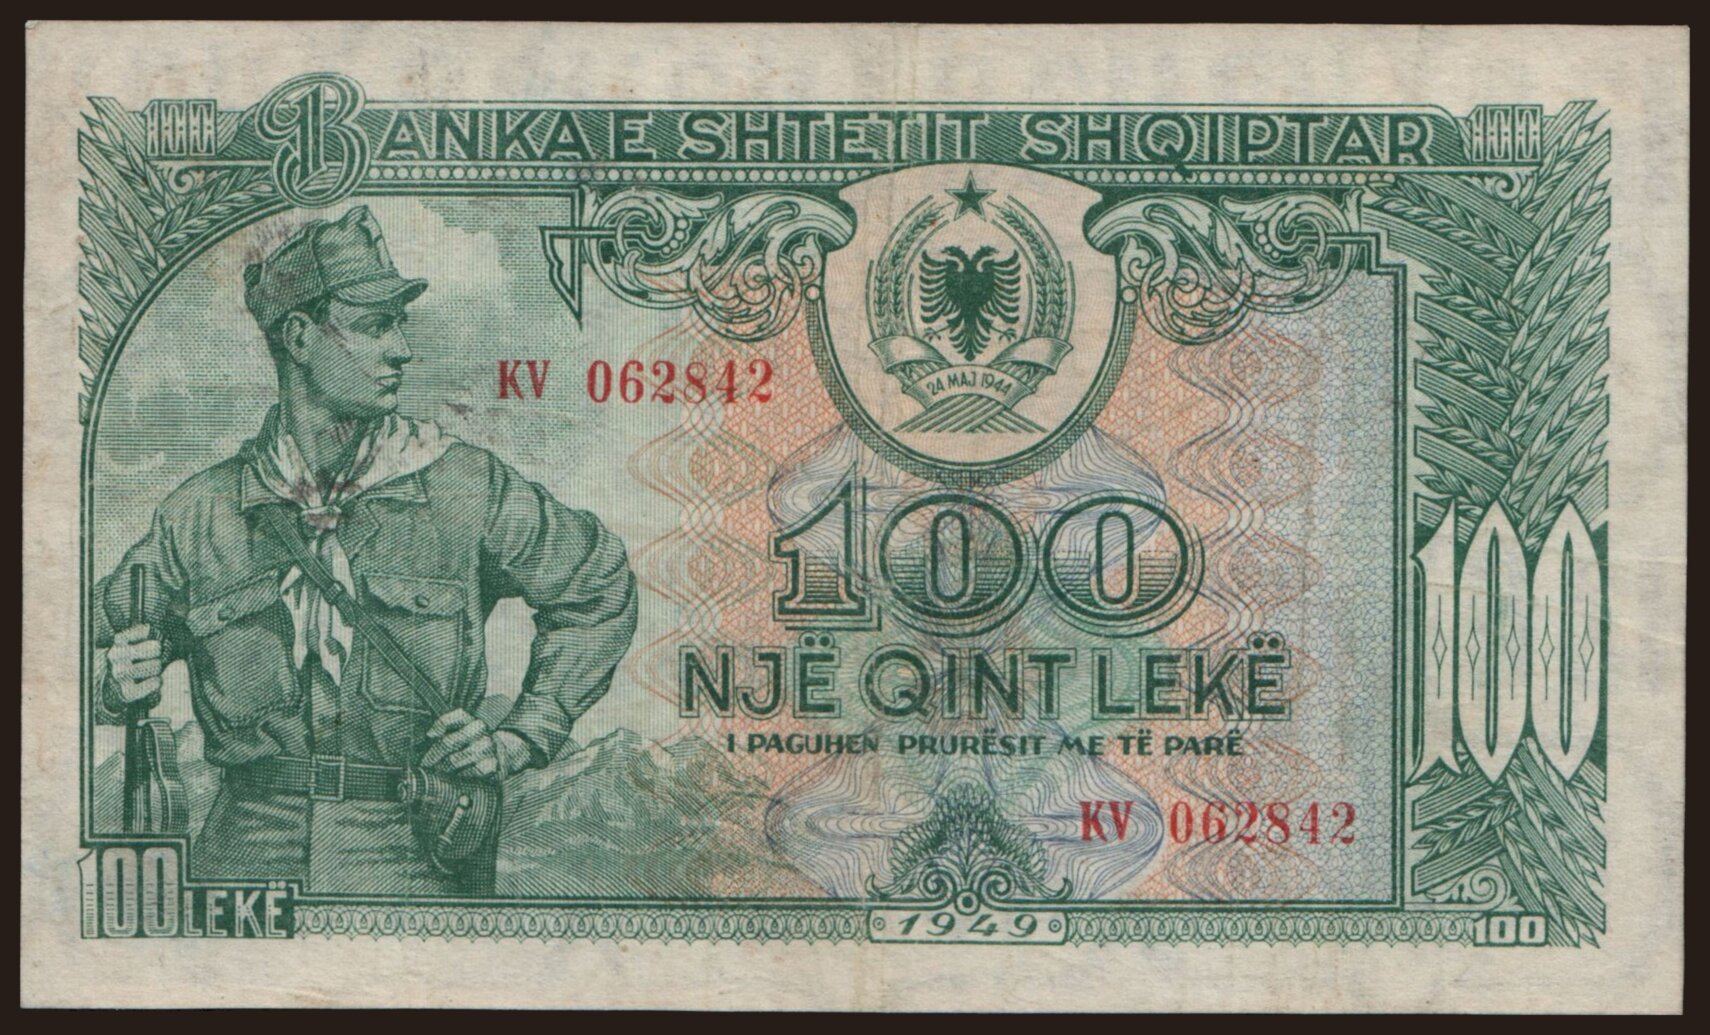 100 BANKA E SHTETIT SHQIPTAR 100
KV 062842
24 MAJ 1944
100
100
NJË QINT LEKË
I PAGUHEN PRURËSIT ME TË PARË
KV 062842
100 LEKË
1949
100